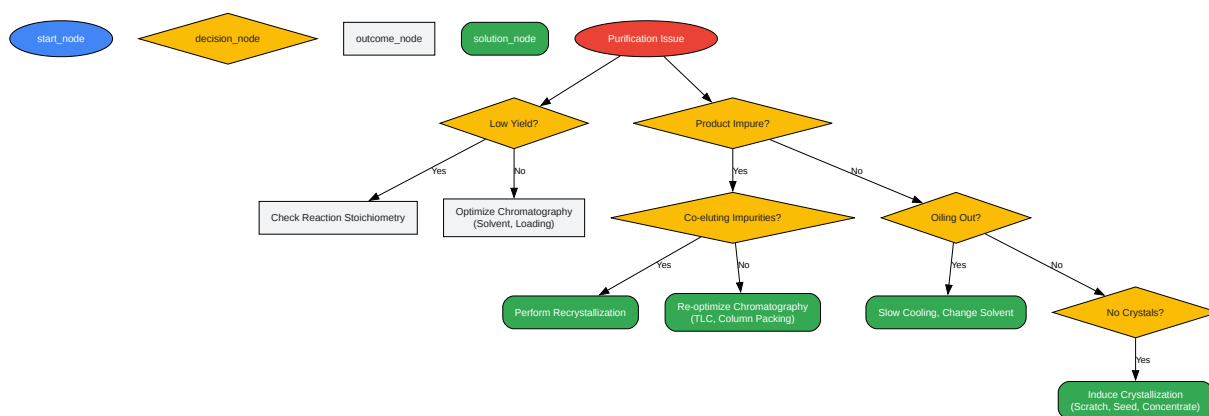 start_node
decision_node
outcome_node
solution_node
Purification Issue
Low Yield?
Product Impure?
Yes
No
Yes
No
Check Reaction Stoichiometry
Optimize Chromatography
(Solvent, Loading)
Co-eluting Impurities?
Oiling Out?
Yes
No
Yes
No
Perform Recrystallization
Re-optimize Chromatography
(TLC, Column Packing)
Slow Cooling, Change Solvent
No Crystals?
Yes
Induce Crystallization
(Scratch, Seed, Concentrate)